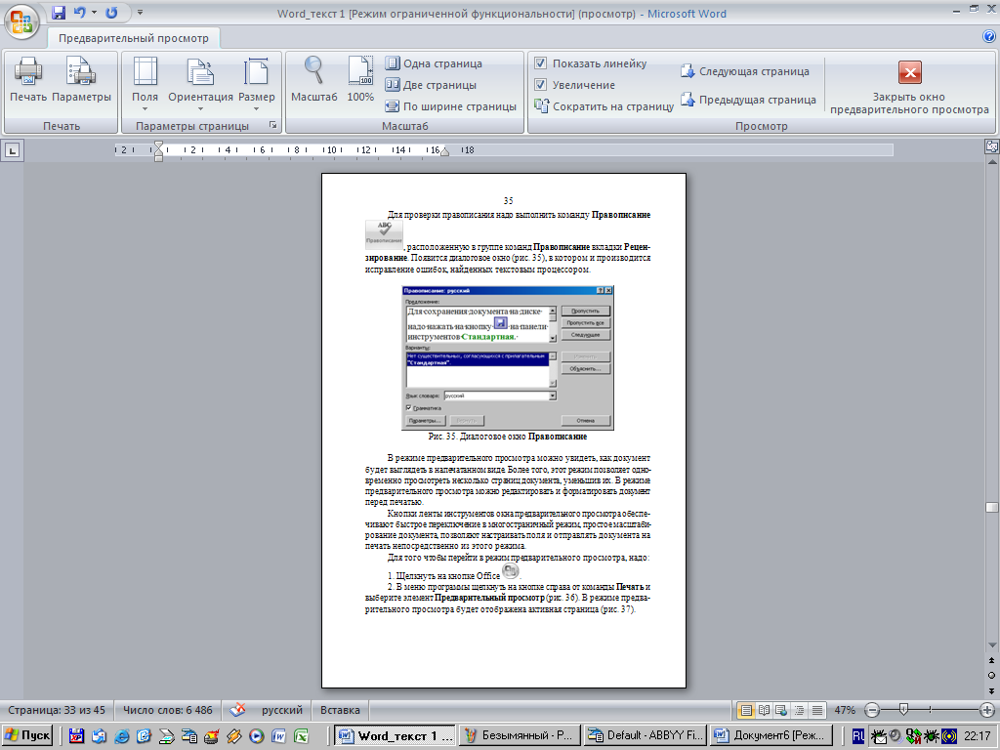 Word_текст 1 [Режим ограниченной функциональности] (просмотр) - Microsoft Word
Предварительный просмотр
Печать Параметры Поля Ориентация Размер Масштаб 100%
Одна страница
Две страницы
По ширине страницы
Показать линейку
Увеличение
Сократить на страницу
Следующая страница
Предыдущая страница
Закрыть окно
предварительного просмотра
Печать Параметры страницы Масштаб Просмотр
2 2 4 6 8 10 12 14 16 18
35
Для проверки правописания надо выполнить команду Правописание
ABC
Правописание
, расположенную в группе команд Правописание вкладки Рецен-
зирование. Появится диалоговое окно (рис. 35), в котором и производится
исправление ошибок, найденных текстовым процессором.
Правописание: русский
Предложение:
Для сохранения документа на диске
надо нажать на кнопку на панели
инструментов Стандартная.
Пропустить
Пропустить все
Следующее
Варианты:
Нет существительных, согласующихся с прилагательным
"Стандартная".
Объяснить...
Язык словаря: русский
Грамматика
Параметры...
Отмена
Рис. 35. Диалоговое окно Правописание
В режиме предварительного просмотра можно увидеть, как документ
будет выглядеть в напечатанном виде. Более того, этот режим позволяет одно-
временно просмотреть несколько страниц документа, уменьшив их. В режиме
предварительного просмотра можно редактировать и форматировать документ
перед печатью.
Кнопки ленты инструментов окна предварительного просмотра обеспе-
чивают быстрое переключение в многостраничный режим, простое масштаби-
рование документа, позволяют настраивать поля и отправлять документа на
печать непосредственно из этого режима.
Для того чтобы перейти в режим предварительного просмотра, надо:
1. Щелкнуть на кнопке Office .
2. В меню программы щелкнуть на кнопке справа от команды Печать и
выберите элемент Предварительный просмотр (рис. 36). В режиме предва-
рительного просмотра будет отображена активная страница (рис. 37).
Страница: 33 из 45 Число слов: 6 486 русский Вставка 47%
Пуск Word_текст 1 ... Безымянный - P... Default - ABBYY Fi... Документ6 [Реж... RU 22:17